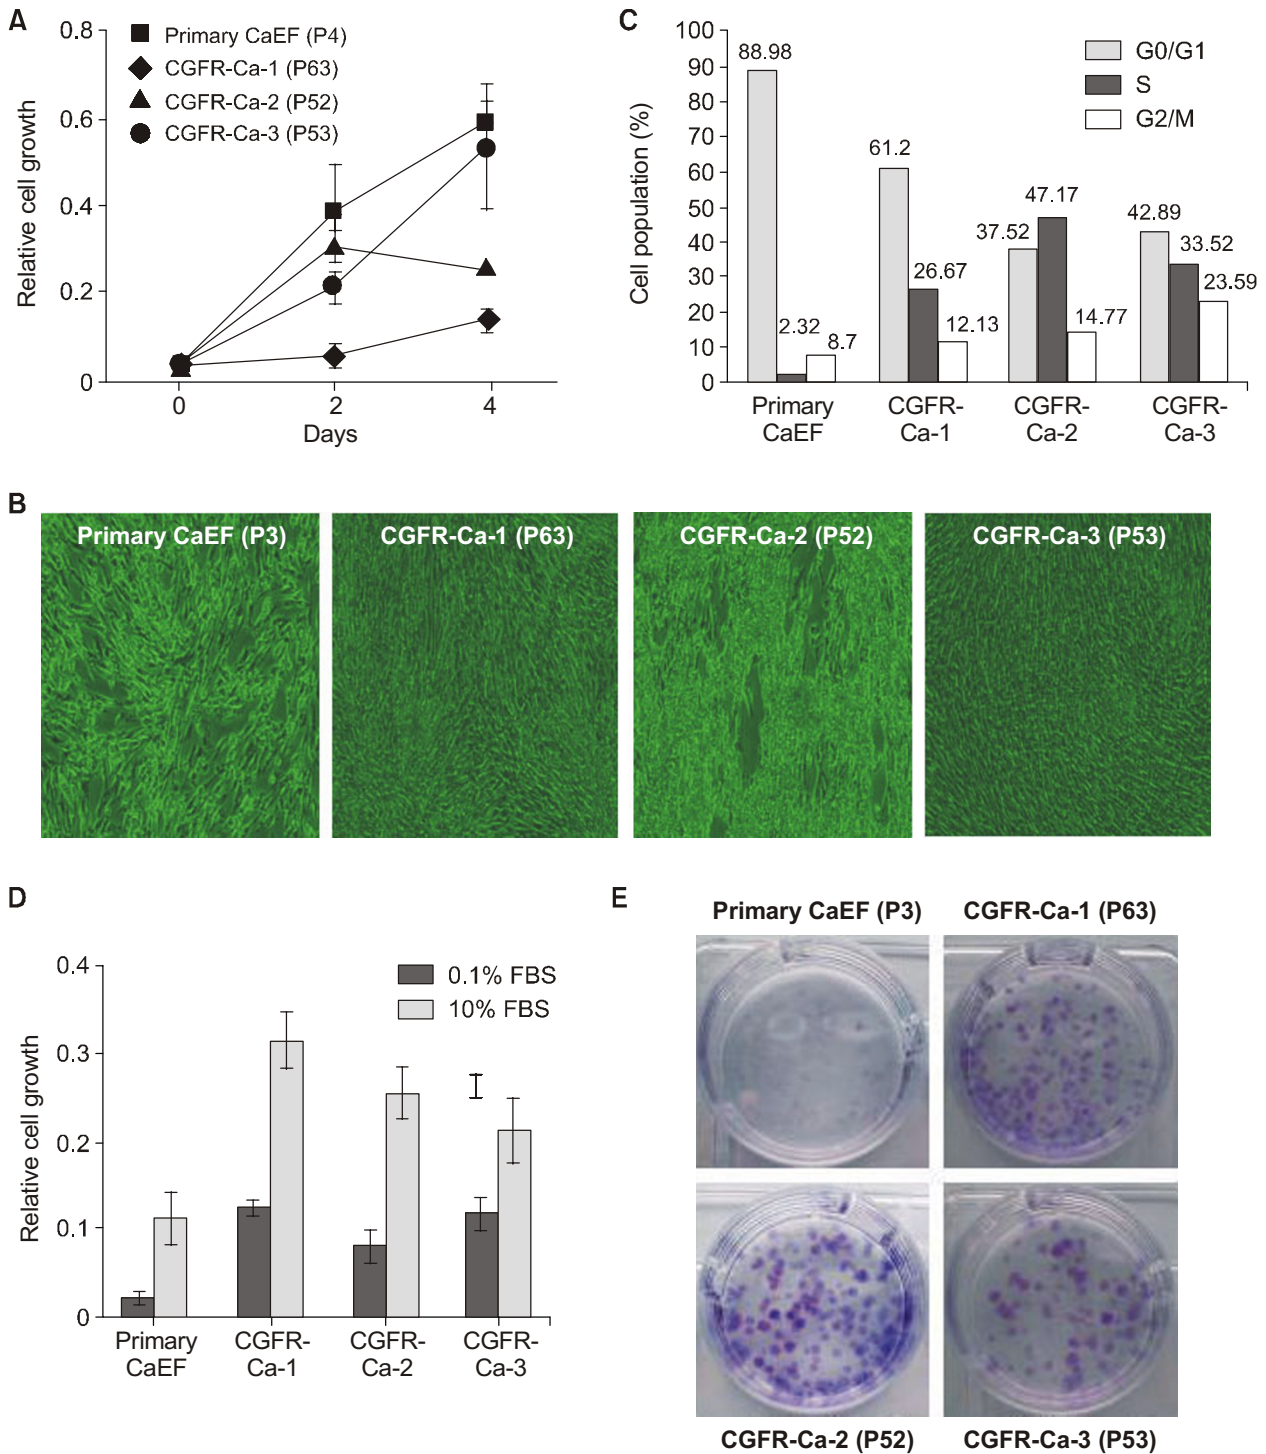 A
0.8
0.6
0.4
0.2
0
Relative cell growth
Primary CaEF (P4)
CGFR-Ca-1 (P63)
CGFR-Ca-2 (P52)
CGFR-Ca-3 (P53)
0 2 4
Days
C
100
90
80
70
60
50
40
30
20
10
0
Cell population (%)
G0/G1
S
G2/M
88.98
2.32
8.7
61.2
26.67
12.13
37.52
47.17
14.77
42.89
33.52
23.59
Primary
CaEF
CGFR-
Ca-1
CGFR-
Ca-2
CGFR-
Ca-3
B
Primary CaEF (P3)
CGFR-Ca-1 (P63)
CGFR-Ca-2 (P52)
CGFR-Ca-3 (P53)
D
0.4
0.3
0.2
0.1
0
Relative cell growth
0.1% FBS
10% FBS
Primary
CaEF
CGFR-
Ca-1
CGFR-
Ca-2
CGFR-
Ca-3
E
Primary CaEF (P3)
CGFR-Ca-1 (P63)
CGFR-Ca-2 (P52)
CGFR-Ca-3 (P53)